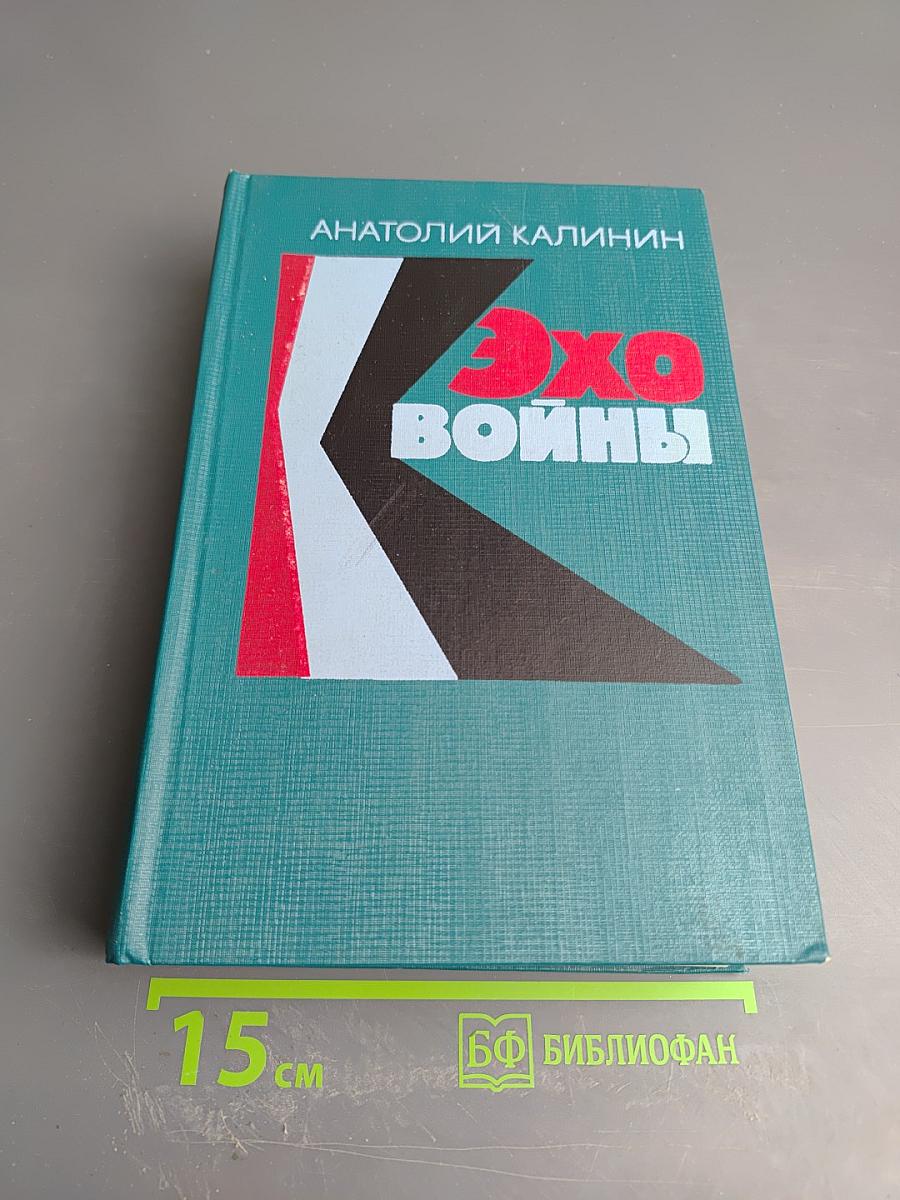 АНАТОЛИЙ КАЛИНИН
ЭХО
ВОЙНЫ
15 см
БФ БИБЛИОФАН